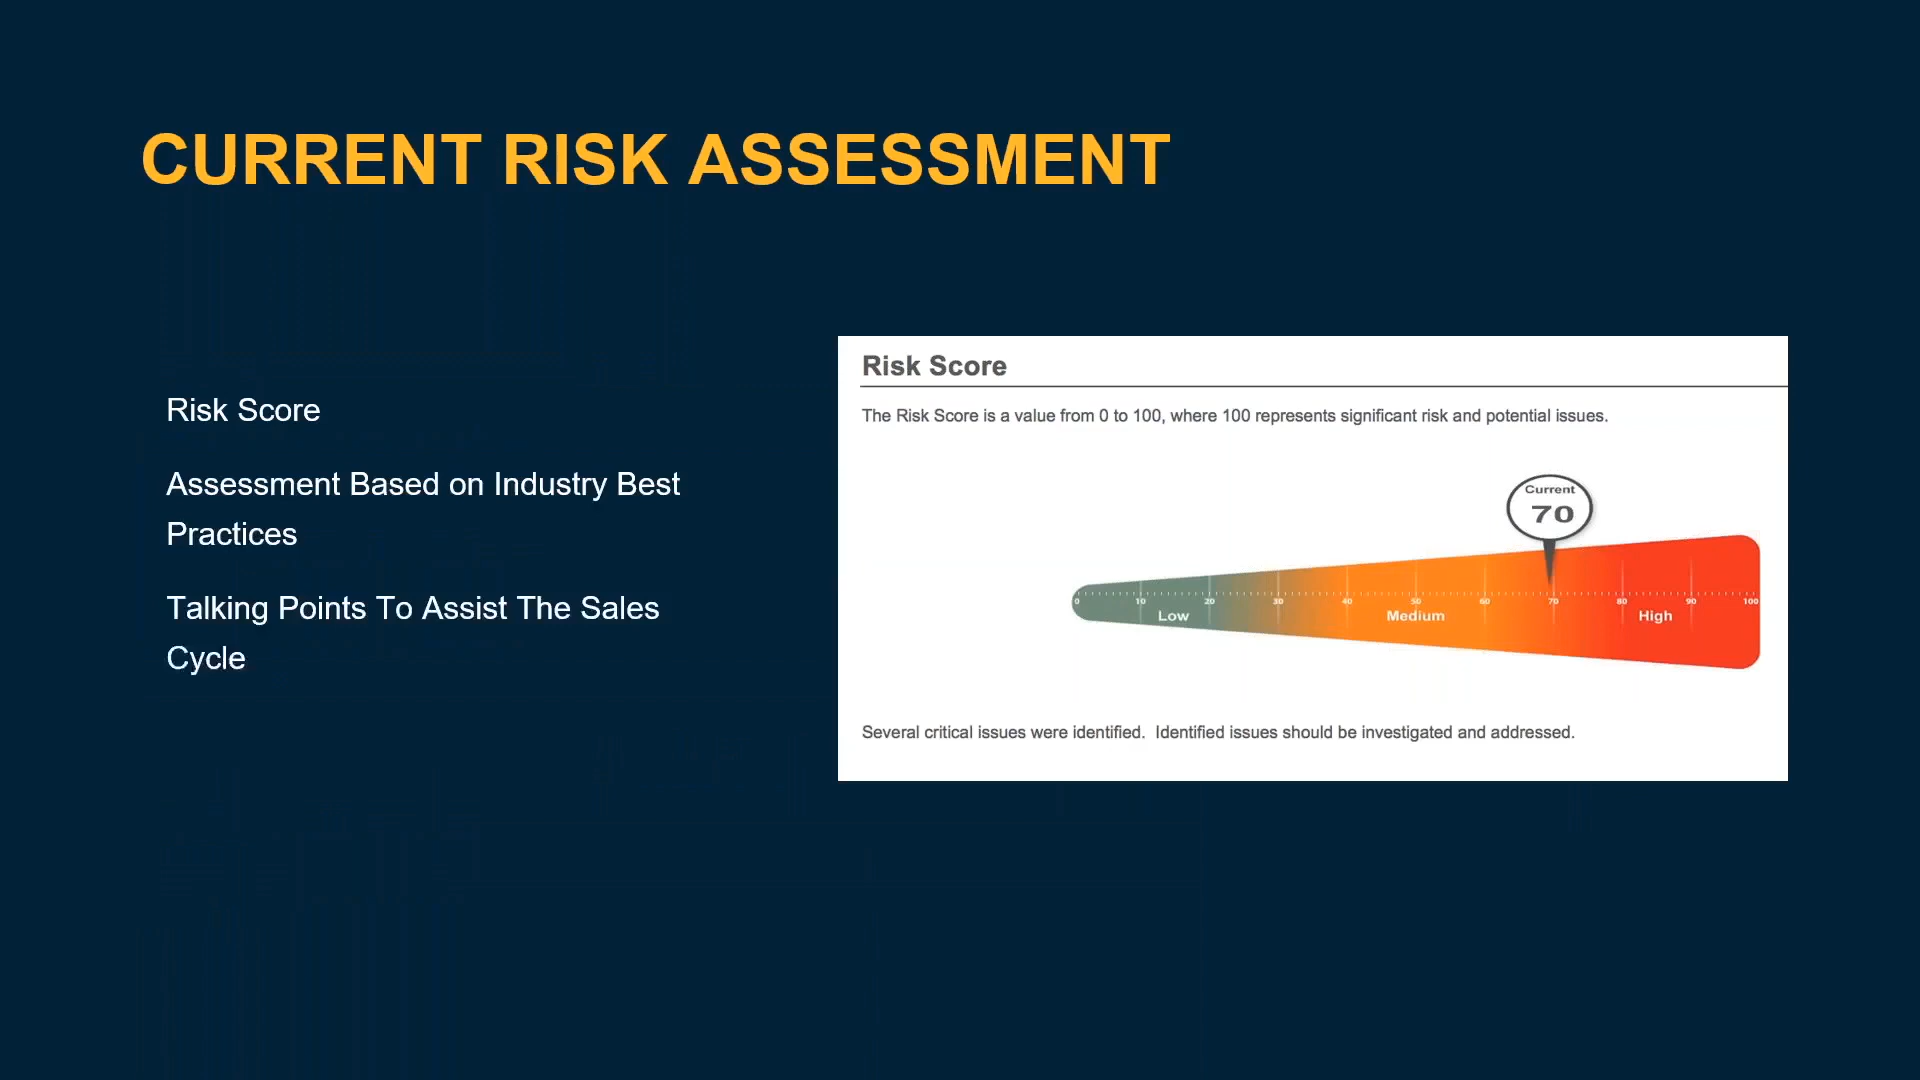 CURRENT RISK ASSESSMENT
Risk Score
Assessment Based on Industry Best
Practices
Talking Points To Assist The Sales
Cycle
Risk Score
The Risk Score is a value from 0 to 100, where 100 represents significant risk and potential issues.
Current
70
0 10 20 30 40 50 60 70 80 90 100
Low Medium High
Several critical issues were identified.  Identified issues should be investigated and addressed.